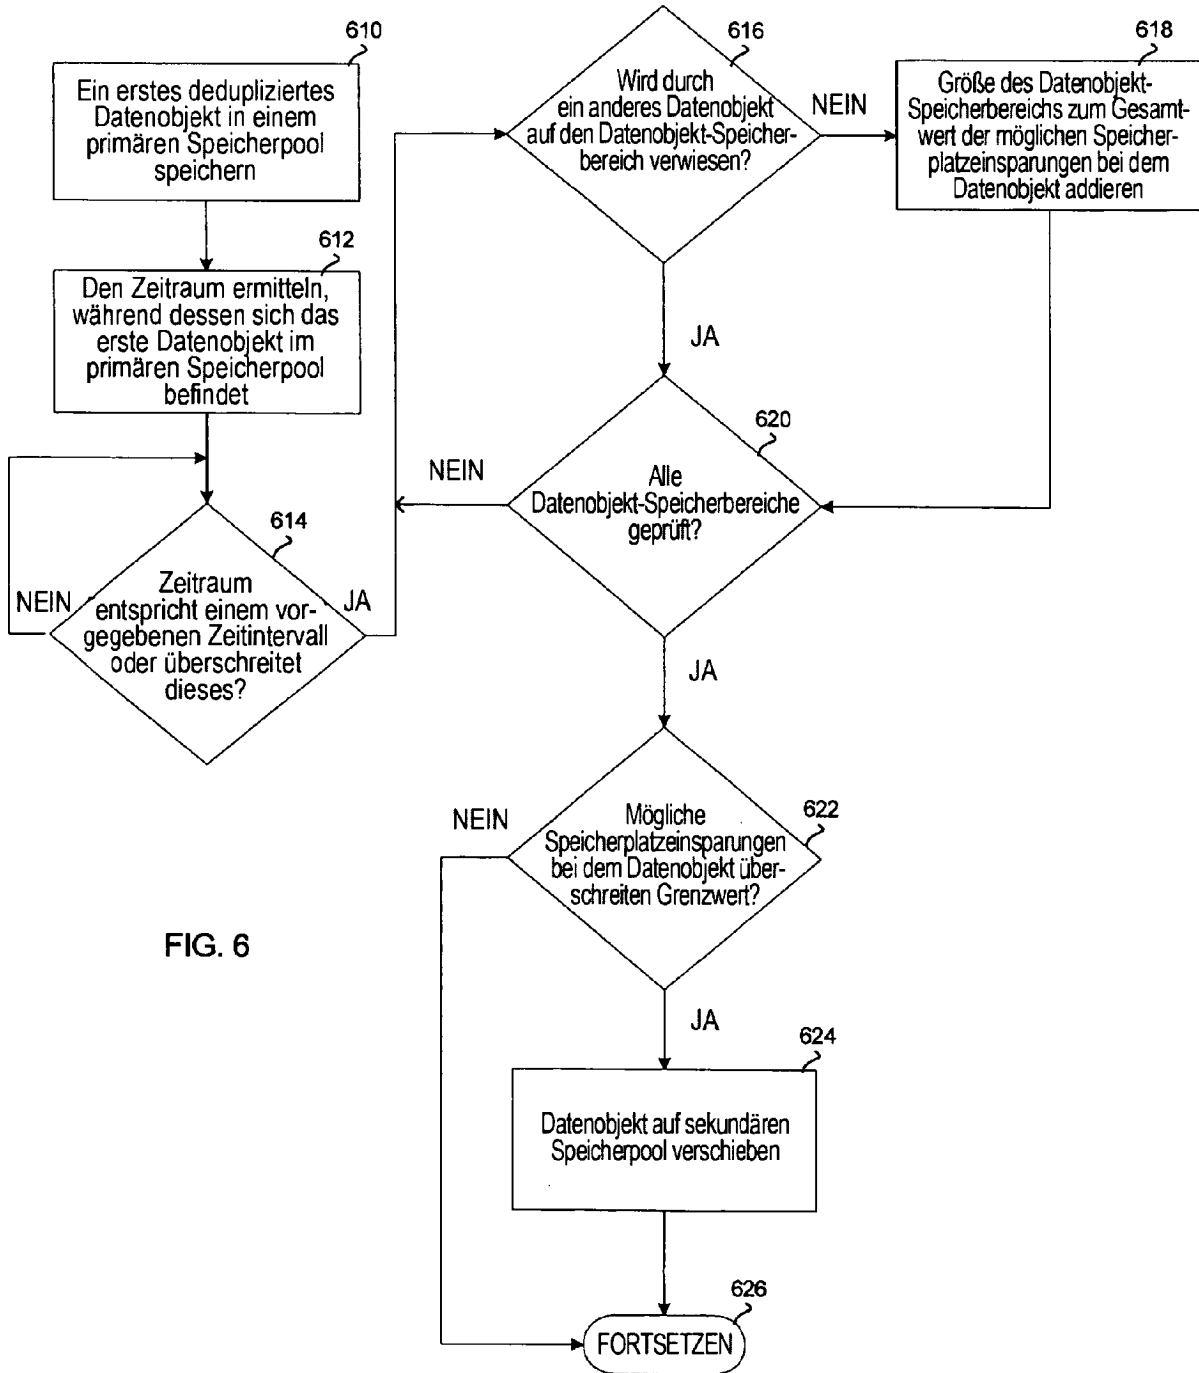 610
Ein erstes dedupliziertes
Datenobjekt in einem
primären Speicherpool
speichern
612
Den Zeitraum ermitteln,
während dessen sich das
erste Datenobjekt im
primären Speicherpool
befindet
614
Zeitraum
entspricht einem vor-
gegebenen Zeitintervall
oder überschreitet
dieses?
NEIN
JA
616
Wird durch
ein anderes Datenobjekt
auf den Datenobjekt-Speicher-
bereich verwiesen?
NEIN
JA
618
Größe des Datenobjekt-
Speicherbereichs zum Gesamt-
wert der möglichen Speicher-
platzeinsparungen bei dem
Datenobjekt addieren
620
Alle
Datenobjekt-Speicherbereiche
geprüft?
NEIN
JA
622
Mögliche
Speicherplatzeinsparungen
bei dem Datenobjekt über-
schreiten Grenzwert?
NEIN
JA
624
Datenobjekt auf sekundären
Speicherpool verschieben
626
FORTSETZEN
FIG. 6